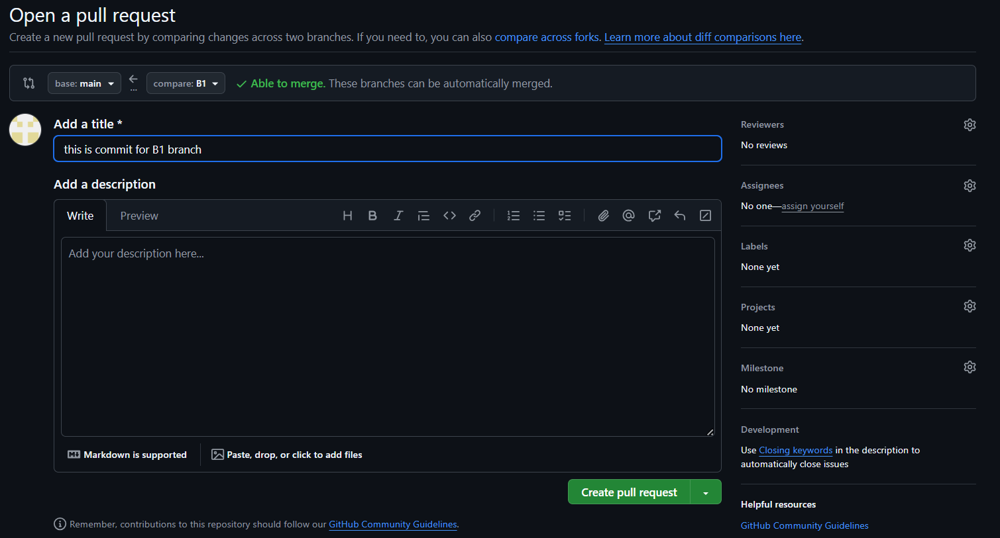 Open a pull request
Create a new pull request by comparing changes across two branches. If you need to, you can also compare across forks. Learn more about diff comparisons here.
base: main
...
compare: B1
Able to merge. These branches can be automatically merged.
Add a title *
this is commit for B1 branch
Add a description
Write
Preview
Add your description here...
Markdown is supported
Paste, drop, or click to add files
Create pull request
Remember, contributions to this repository should follow our GitHub Community Guidelines.
Reviewers
No reviews
Assignees
No one—assign yourself
Labels
None yet
Projects
None yet
Milestone
No milestone
Development
Use Closing keywords in the description to
automatically close issues
Helpful resources
GitHub Community Guidelines